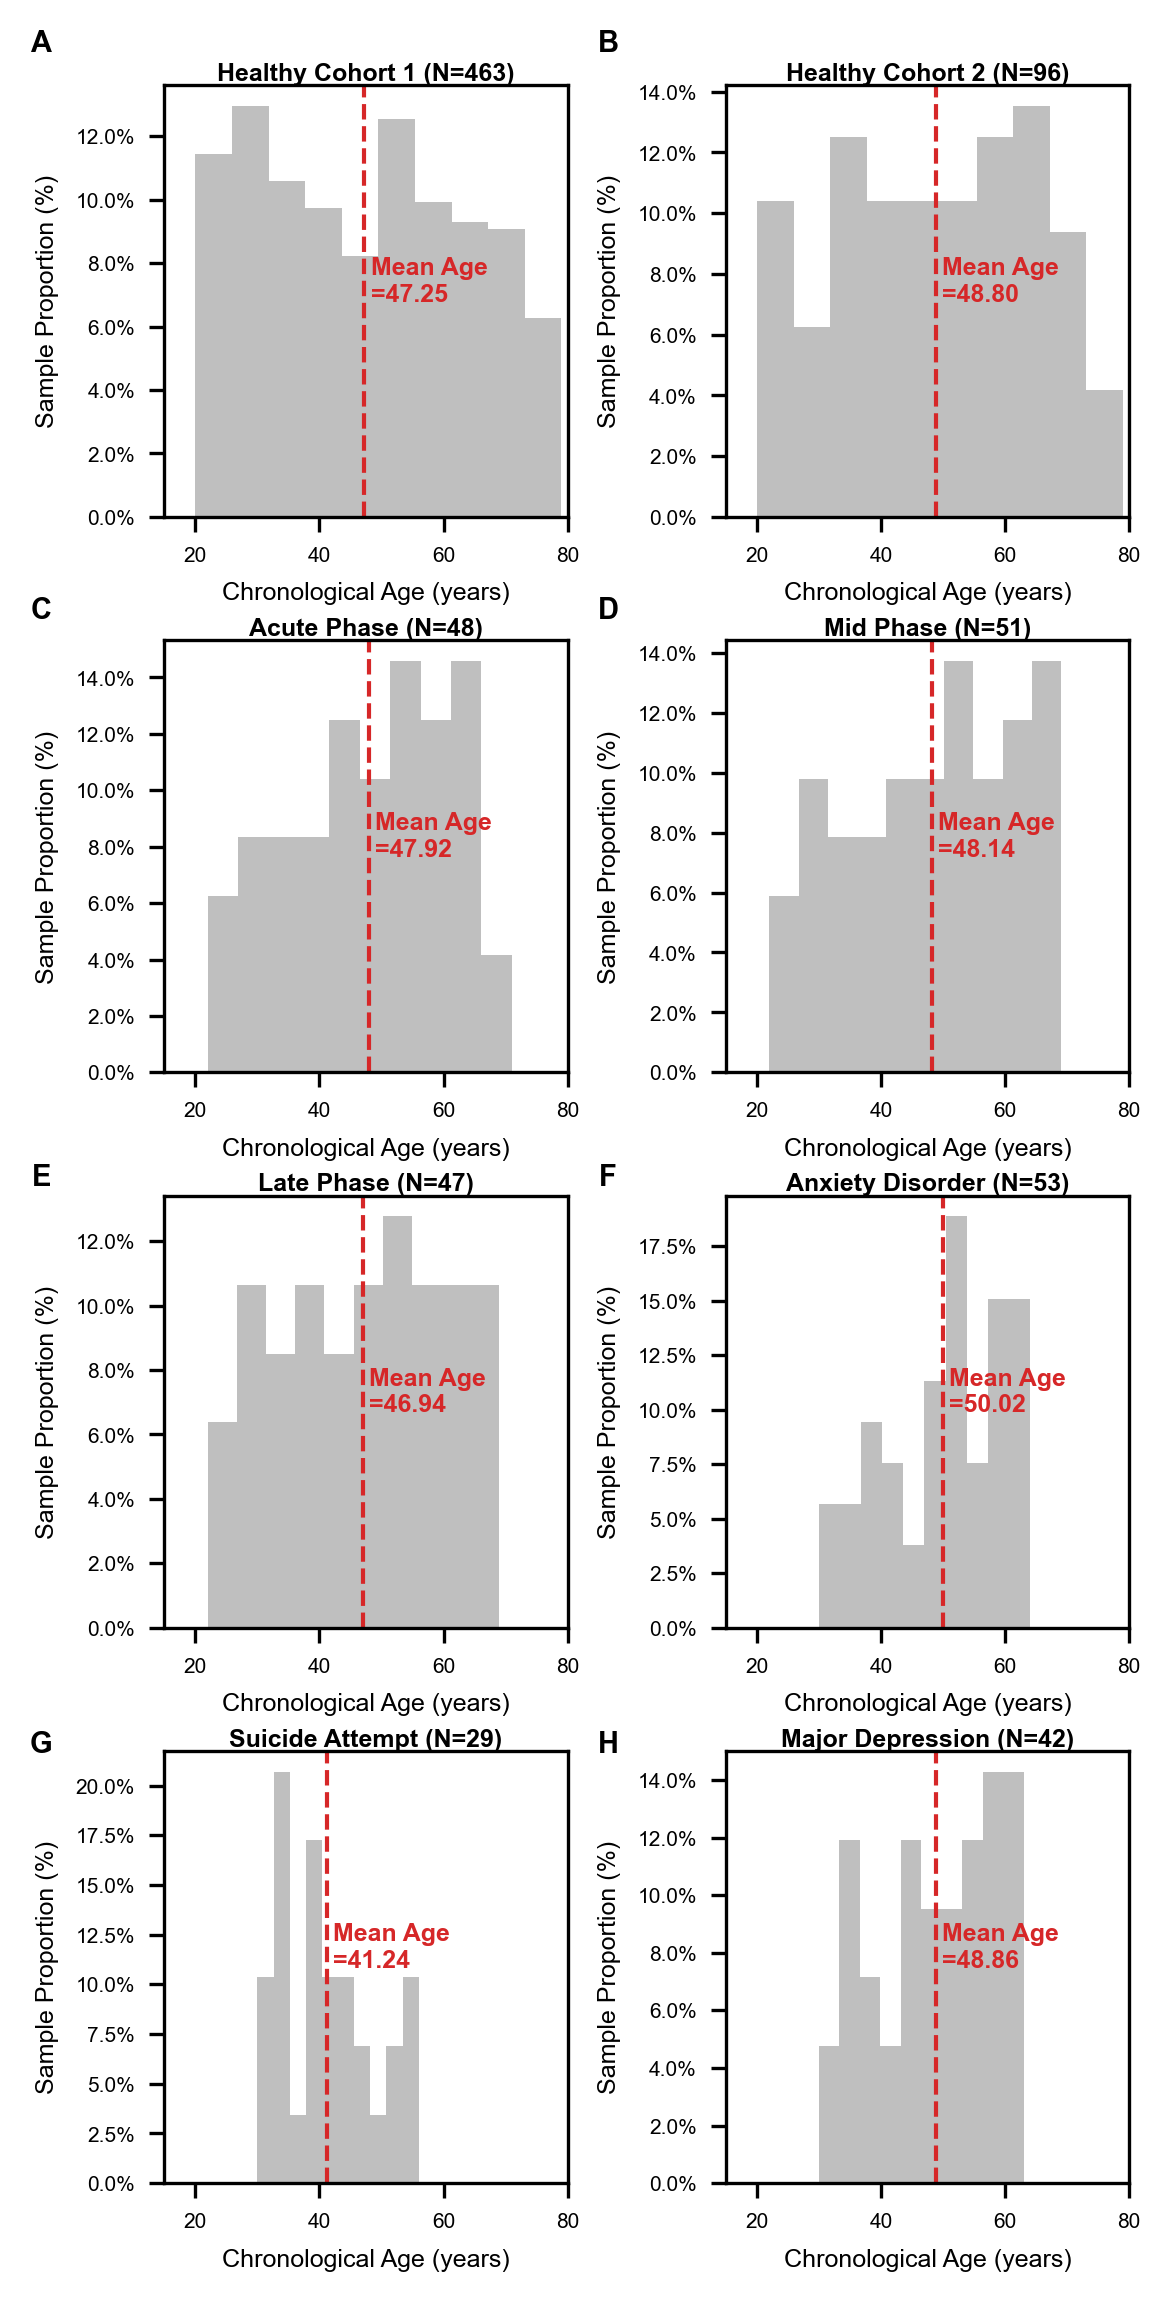 A
Healthy Cohort 1 (N=463)
Sample Proportion (%)
12.0%
10.0%
8.0%
6.0%
4.0%
2.0%
0.0%
Mean Age
=47.25
20 40 60 80
Chronological Age (years)
B
Healthy Cohort 2 (N=96)
Sample Proportion (%)
14.0%
12.0%
10.0%
8.0%
6.0%
4.0%
2.0%
0.0%
Mean Age
=48.80
20 40 60 80
Chronological Age (years)
C
Acute Phase (N=48)
Sample Proportion (%)
14.0%
12.0%
10.0%
8.0%
6.0%
4.0%
2.0%
0.0%
Mean Age
=47.92
20 40 60 80
Chronological Age (years)
D
Mid Phase (N=51)
Sample Proportion (%)
14.0%
12.0%
10.0%
8.0%
6.0%
4.0%
2.0%
0.0%
Mean Age
=48.14
20 40 60 80
Chronological Age (years)
E
Late Phase (N=47)
Sample Proportion (%)
12.0%
10.0%
8.0%
6.0%
4.0%
2.0%
0.0%
Mean Age
=46.94
20 40 60 80
Chronological Age (years)
F
Anxiety Disorder (N=53)
Sample Proportion (%)
17.5%
15.0%
12.5%
10.0%
7.5%
5.0%
2.5%
0.0%
Mean Age
=50.02
20 40 60 80
Chronological Age (years)
G
Suicide Attempt (N=29)
Sample Proportion (%)
20.0%
17.5%
15.0%
12.5%
10.0%
7.5%
5.0%
2.5%
0.0%
Mean Age
=41.24
20 40 60 80
Chronological Age (years)
H
Major Depression (N=42)
Sample Proportion (%)
14.0%
12.0%
10.0%
8.0%
6.0%
4.0%
2.0%
0.0%
Mean Age
=48.86
20 40 60 80
Chronological Age (years)